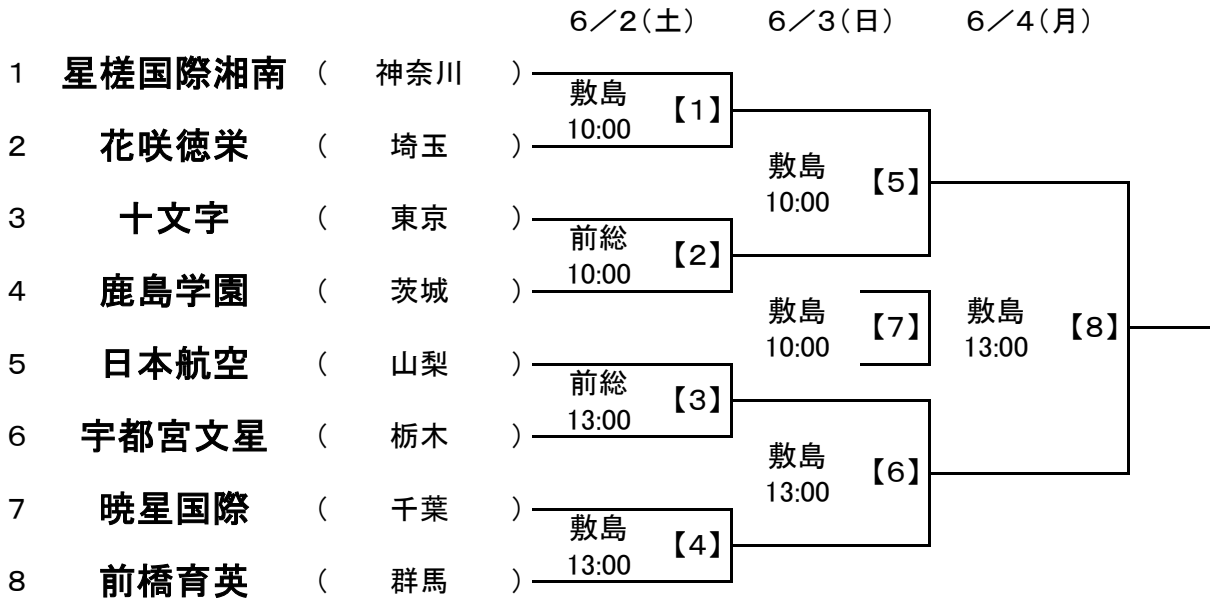 6／2(土) 6／3(日) 6／4(月)
1 星槎国際湘南 ( 神奈川 )
敷島 【1】
10:00
2 花咲徳栄 ( 埼玉 )
敷島 【5】
10:00
3 十文字 ( 東京 )
前総 【2】
10:00
4 鹿島学園 ( 茨城 )
敷島 【7】 敷島 【8】
10:00 13:00
5 日本航空 ( 山梨 )
前総 【3】
13:00
6 宇都宮文星 ( 栃木 )
敷島 【6】
13:00
7 暁星国際 ( 千葉 )
敷島 【4】
13:00
8 前橋育英 ( 群馬 )